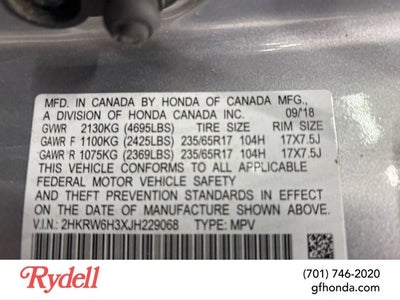 MFD. IN CANADA BY HONDA OF CANADA MFG.,
A DIVISION OF HONDA CANADA INC. 09/18
GVWR 2130KG (4695LBS) TIRE SIZE RIM SIZE
GAWR F 1100KG (2425LBS) 235/65R17 104H 17X7.5J
GAWR R 1075KG (2369LBS) 235/65R17 104H 17X7.5J
THIS VEHICLE CONFORMS TO ALL APPLICABLE
FEDERAL MOTOR VEHICLE SAFETY
AND THEFT PREVENTION STANDARDS IN EFFECT
ON THE DATE OF MANUFACTURE SHOWN ABOVE.
V.I.N.: 2HKRW6H3XJH229068 TYPE: MPV
Rydell
(701) 746-2020
gfhonda.com